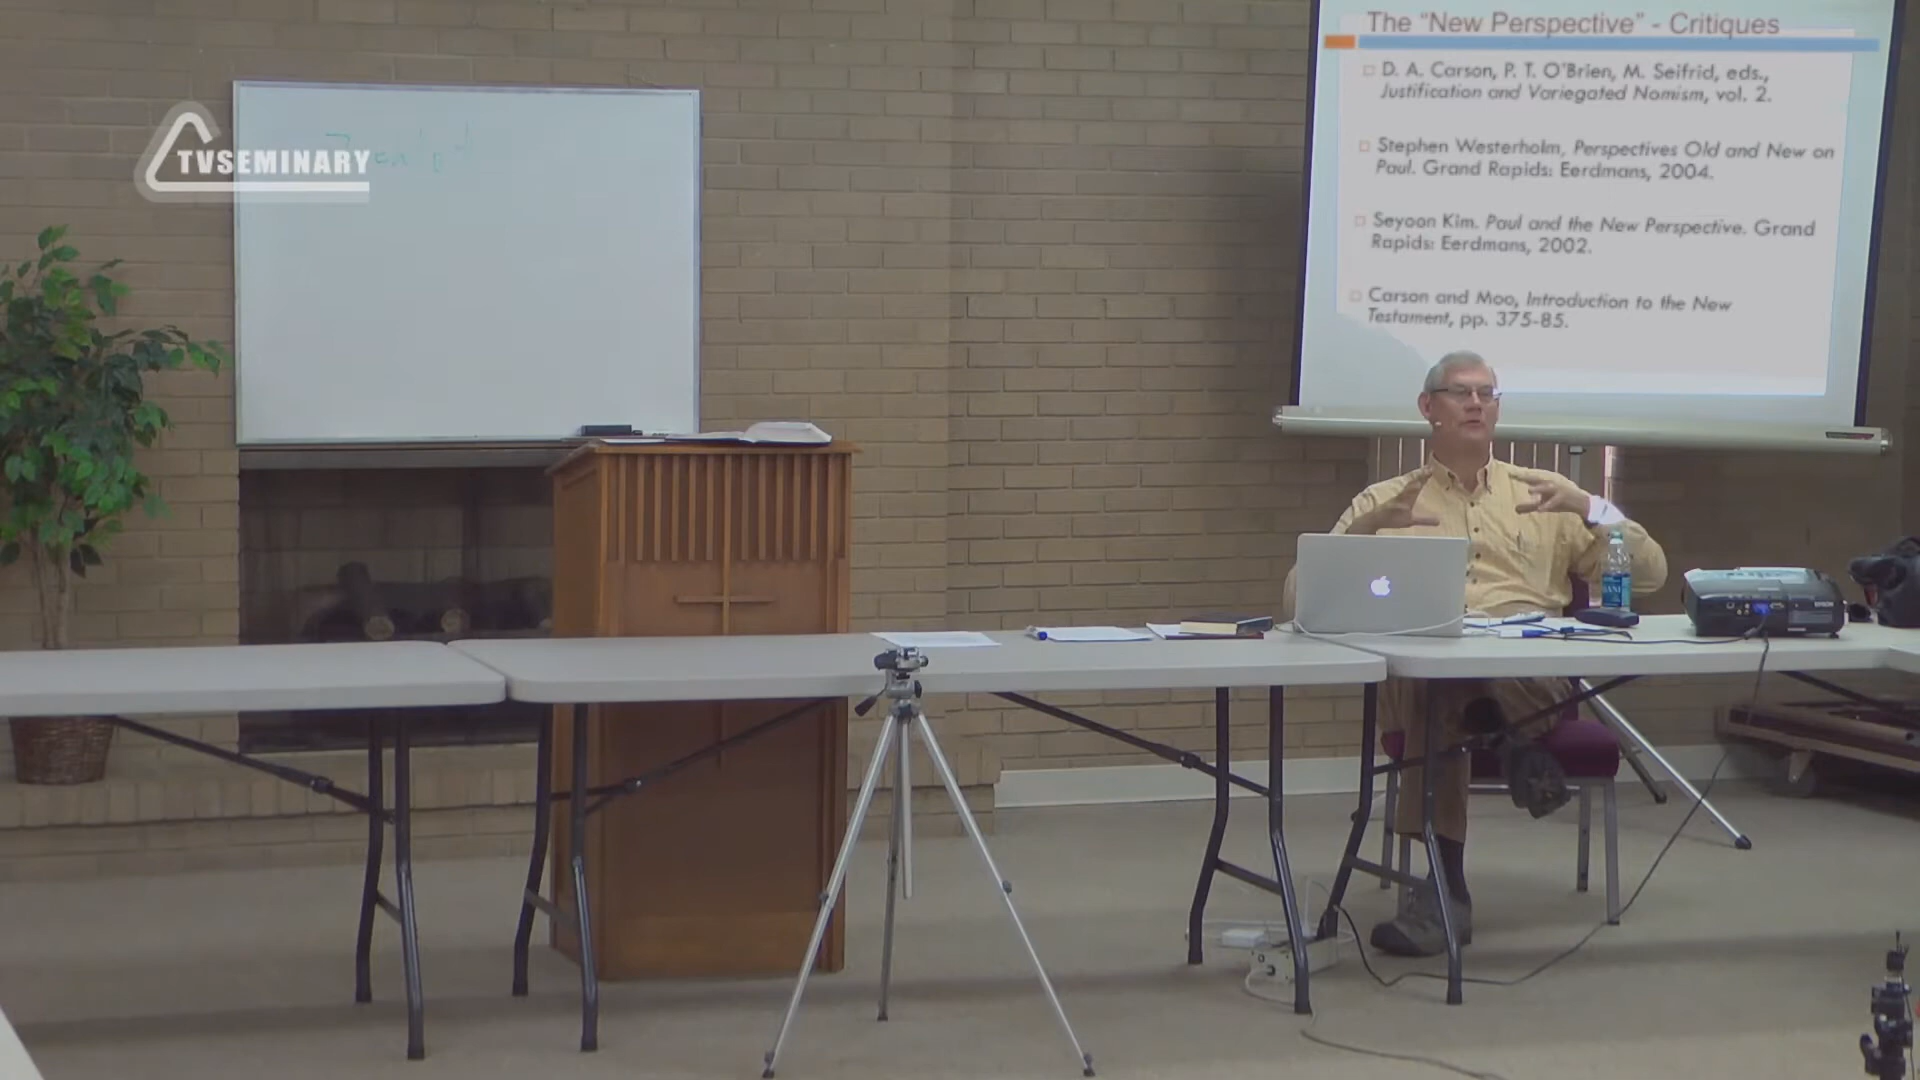 TVSEMINARY
The "New Perspective" - Critiques
D. A. Carson, P. T. O'Brien, M. Seifrid, eds.,
Justification and Variegated Nomism, vol. 2.
Stephen Westerholm, Perspectives Old and New on
Paul. Grand Rapids: Eerdmans, 2004.
Seyoon Kim. Paul and the New Perspective. Grand
Rapids: Eerdmans, 2002.
Carson and Moo, Introduction to the New
Testament, pp. 375-85.